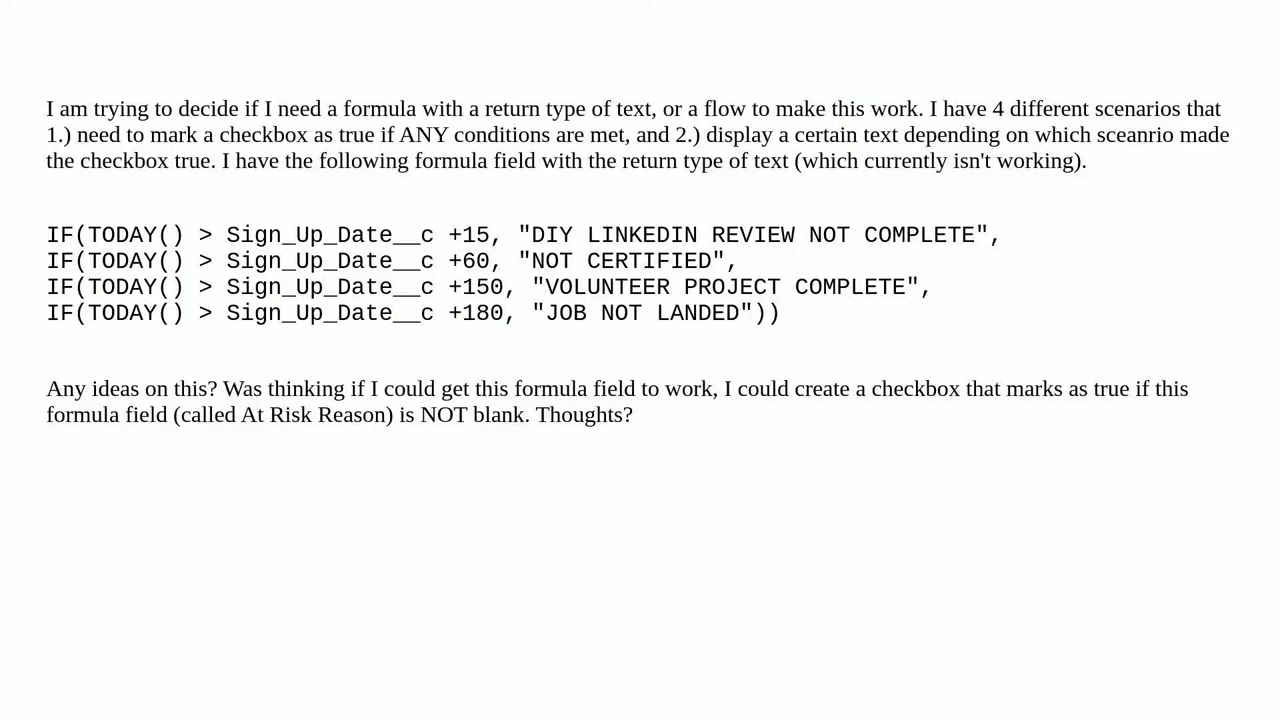 I am trying to decide if I need a formula with a return type of text, or a flow to make this work. I have 4 different scenarios that
1.) need to mark a checkbox as true if ANY conditions are met, and 2.) display a certain text depending on which sceanrio made
the checkbox true. I have the following formula field with the return type of text (which currently isn't working).
IF(TODAY() > Sign_Up_Date__c +15, "DIY LINKEDIN REVIEW NOT COMPLETE",
IF(TODAY() > Sign_Up_Date__c +60, "NOT CERTIFIED",
IF(TODAY() > Sign_Up_Date__c +150, "VOLUNTEER PROJECT COMPLETE",
IF(TODAY() > Sign_Up_Date__c +180, "JOB NOT LANDED"))
Any ideas on this? Was thinking if I could get this formula field to work, I could create a checkbox that marks as true if this
formula field (called At Risk Reason) is NOT blank. Thoughts?